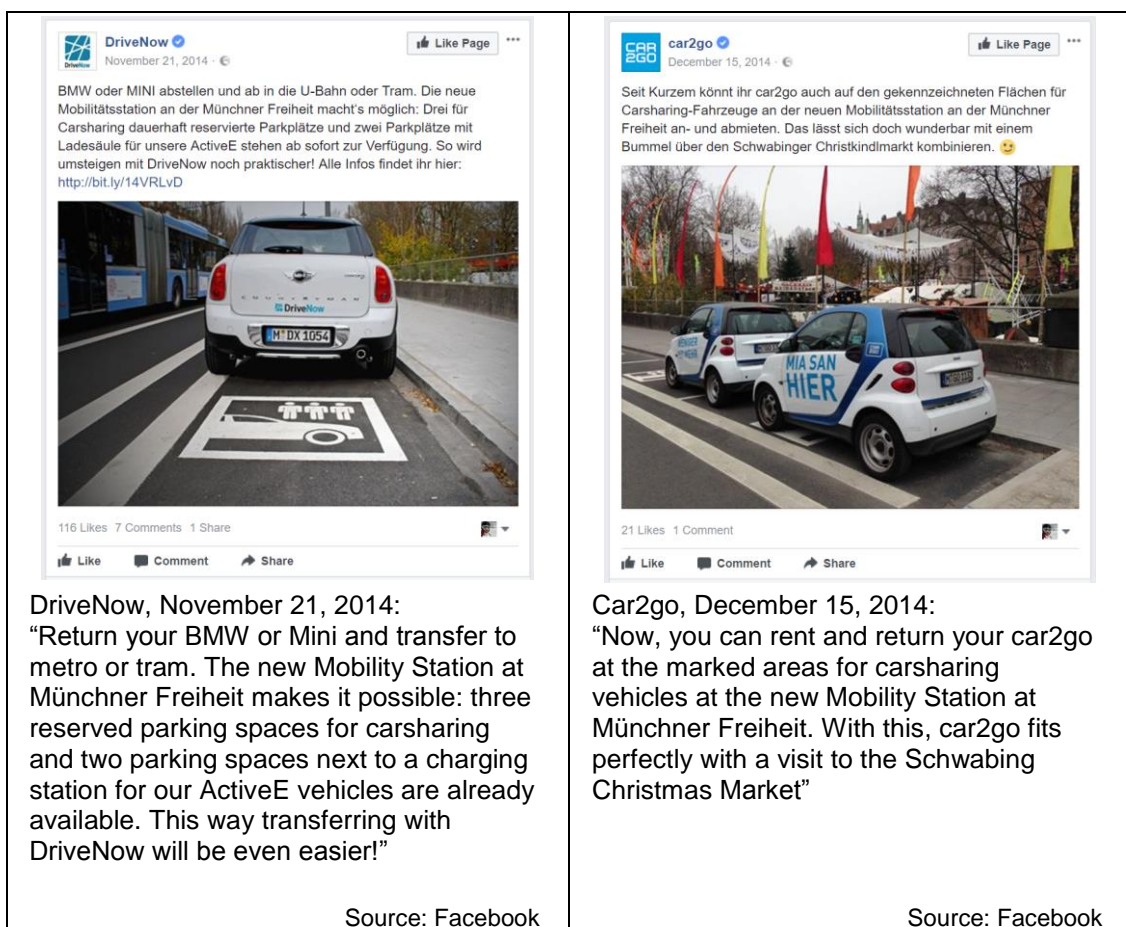 DriveNow
November 21, 2014
Like Page
BMW oder MINI abstellen und ab in die U-Bahn oder Tram. Die neue
Mobilitätsstation an der Münchner Freiheit macht's möglich: Drei für
Carsharing dauerhaft reservierte Parkplätze und zwei Parkplätze mit
Ladesäule für unsere ActiveE stehen ab sofort zur Verfügung. So wird
umsteigen mit DriveNow noch praktischer! Alle Infos findet ihr hier:
http://bit.ly/14VRLvD
COUNTRYMAN
DriveNow
M DX 1054
116 Likes 7 Comments 1 Share
Like Comment Share
DriveNow, November 21, 2014:
“Return your BMW or Mini and transfer to
metro or tram. The new Mobility Station at
Münchner Freiheit makes it possible: three
reserved parking spaces for carsharing
and two parking spaces next to a charging
station for our ActiveE vehicles are already
available. This way transferring with
DriveNow will be even easier!”
Source: Facebook
CAR2GO
car2go
December 15, 2014
Like Page
Seit Kurzem könnt ihr car2go auch auf den gekennzeichneten Flächen für
Carsharing-Fahrzeuge an der neuen Mobilitätsstation an der Münchner
Freiheit an- und abmieten. Das lässt sich doch wunderbar mit einem
Bummel über den Schwabinger Christkindlmarkt kombinieren.
MIA SAN
HIER
21 Likes 1 Comment
Like Comment Share
Car2go, December 15, 2014:
“Now, you can rent and return your car2go
at the marked areas for carsharing
vehicles at the new Mobility Station at
Münchner Freiheit. With this, car2go fits
perfectly with a visit to the Schwabing
Christmas Market”
Source: Facebook